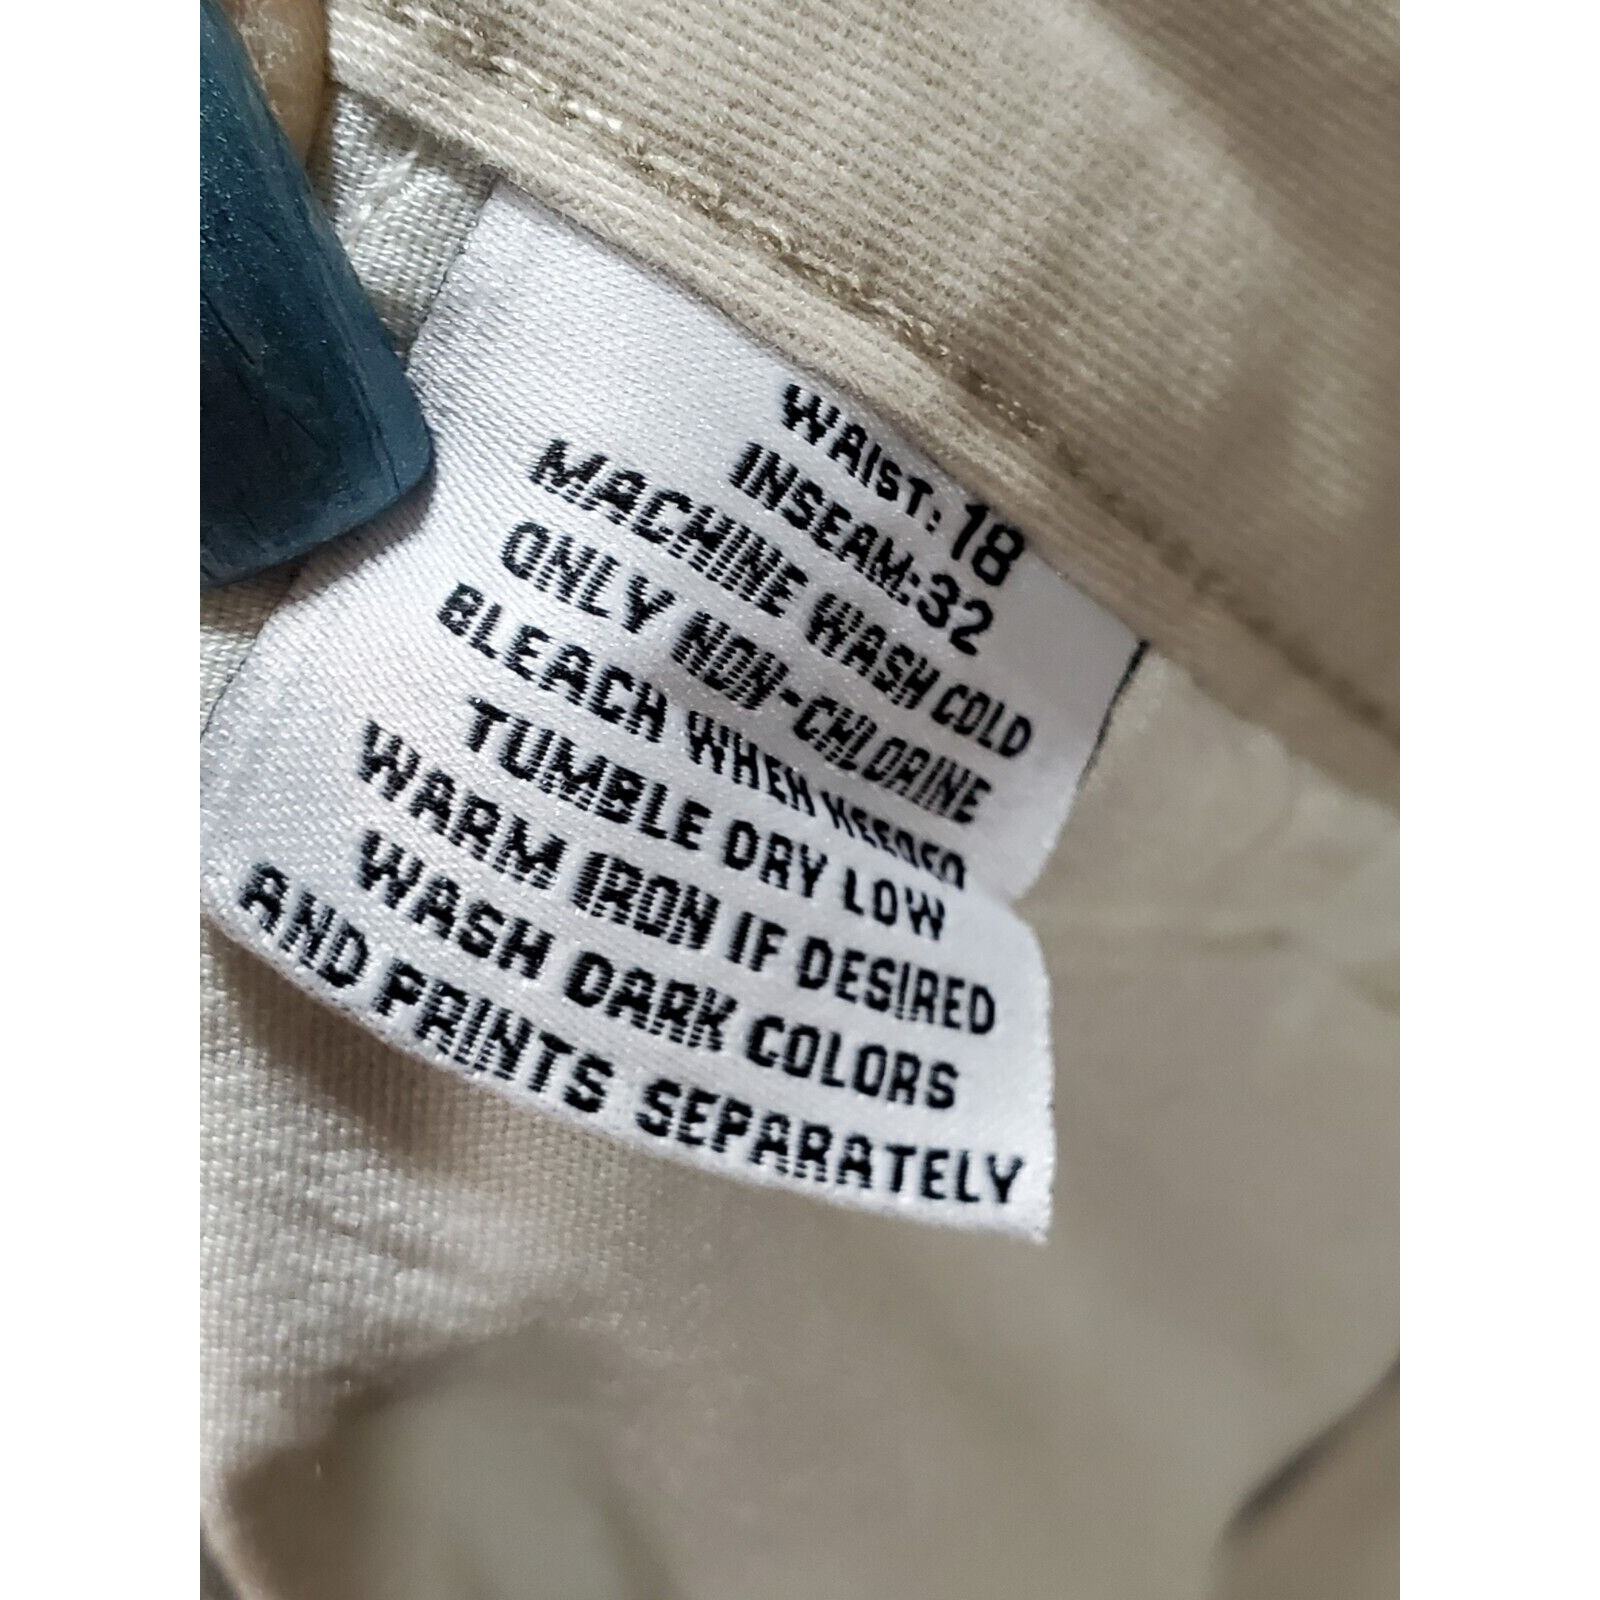 WAIST: 18
INSEAM:32
MACHINE WASH COLD
ONLY NON-CHLORINE
BLEACH WHEN NEEDED
TUMBLE DRY LOW
WARM IRON IF DESIRED
WASH DARK COLORS
AND PRINTS SEPARATELY